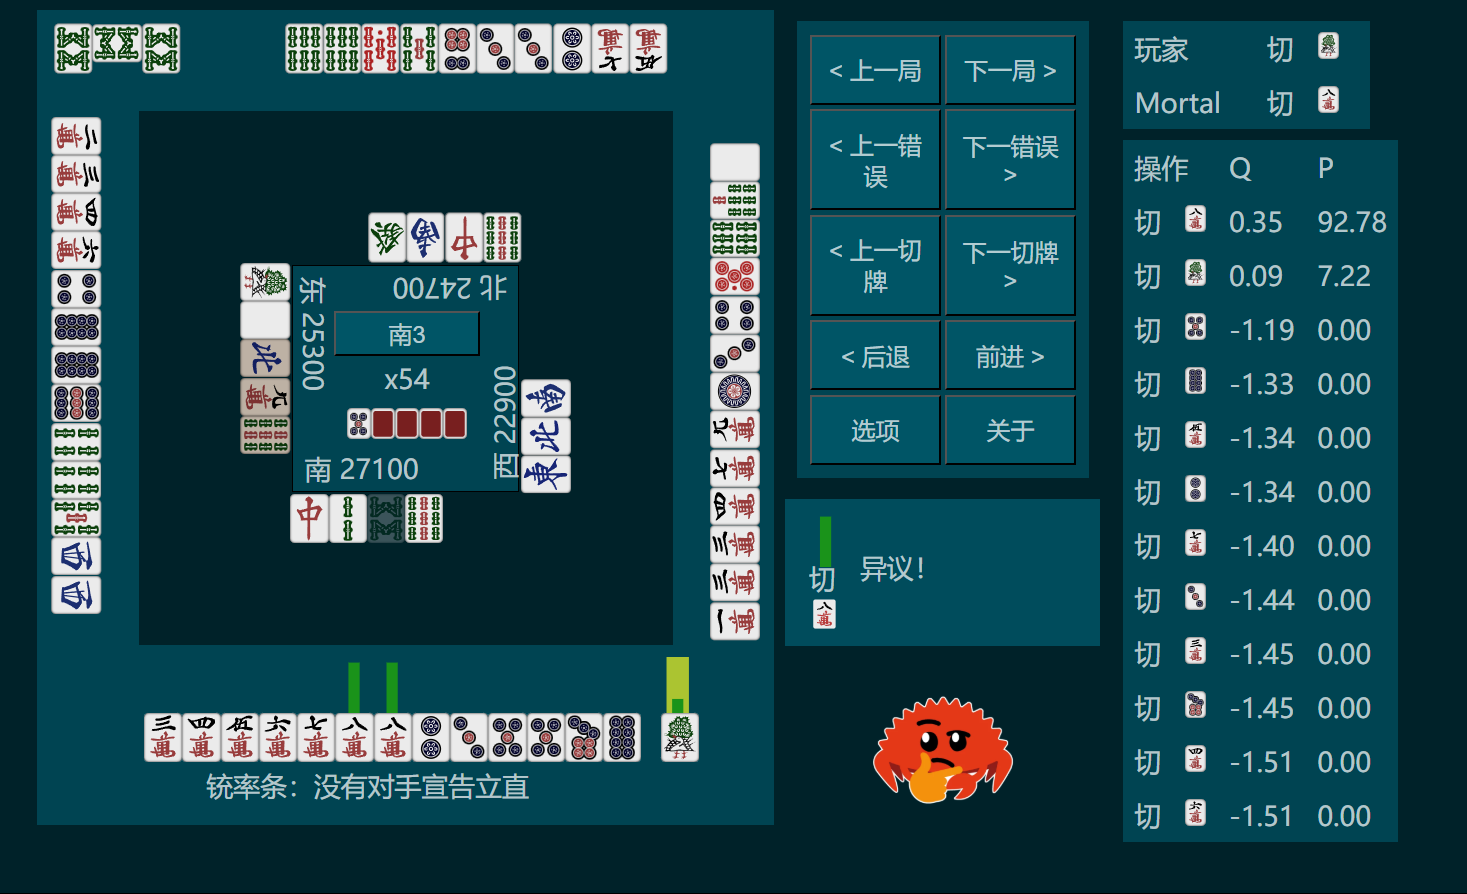 北 24700
东 25300
南3
x54
西 22900
南 27100
铳率条：没有对手宣告立直
< 上一局
下一局 >
< 上一错
误
下一错误
>
< 上一切
牌
下一切牌
>
< 后退
前进 >
选项
关于
切
异议！
玩家 切
Mortal 切
操作 Q P
切 0.35 92.78
切 0.09 7.22
切 -1.19 0.00
切 -1.33 0.00
切 -1.34 0.00
切 -1.34 0.00
切 -1.40 0.00
切 -1.44 0.00
切 -1.45 0.00
切 -1.45 0.00
切 -1.51 0.00
切 -1.51 0.00